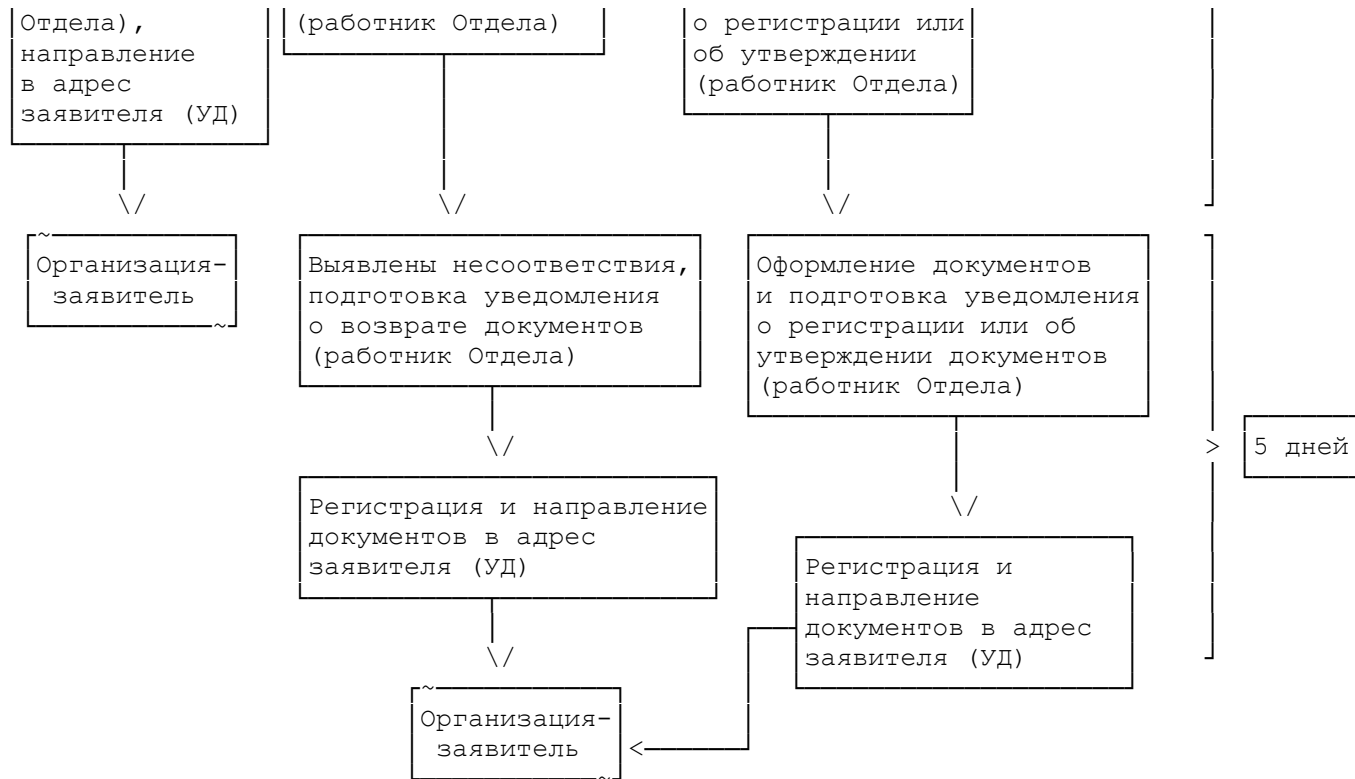 Отдела),
направление
в адрес
заявителя (УД)
(работник Отдела)
о регистрации или
об утверждении
(работник Отдела)
Организация-
заявитель
Выявлены несоответствия,
подготовка уведомления
о возврате документов
(работник Отдела)
Оформление документов
и подготовка уведомления
о регистрации или об
утверждении документов
(работник Отдела)
5 дней
Регистрация и направление
документов в адрес
заявителя (УД)
Регистрация и
направление
документов в адрес
заявителя (УД)
Организация-
заявитель